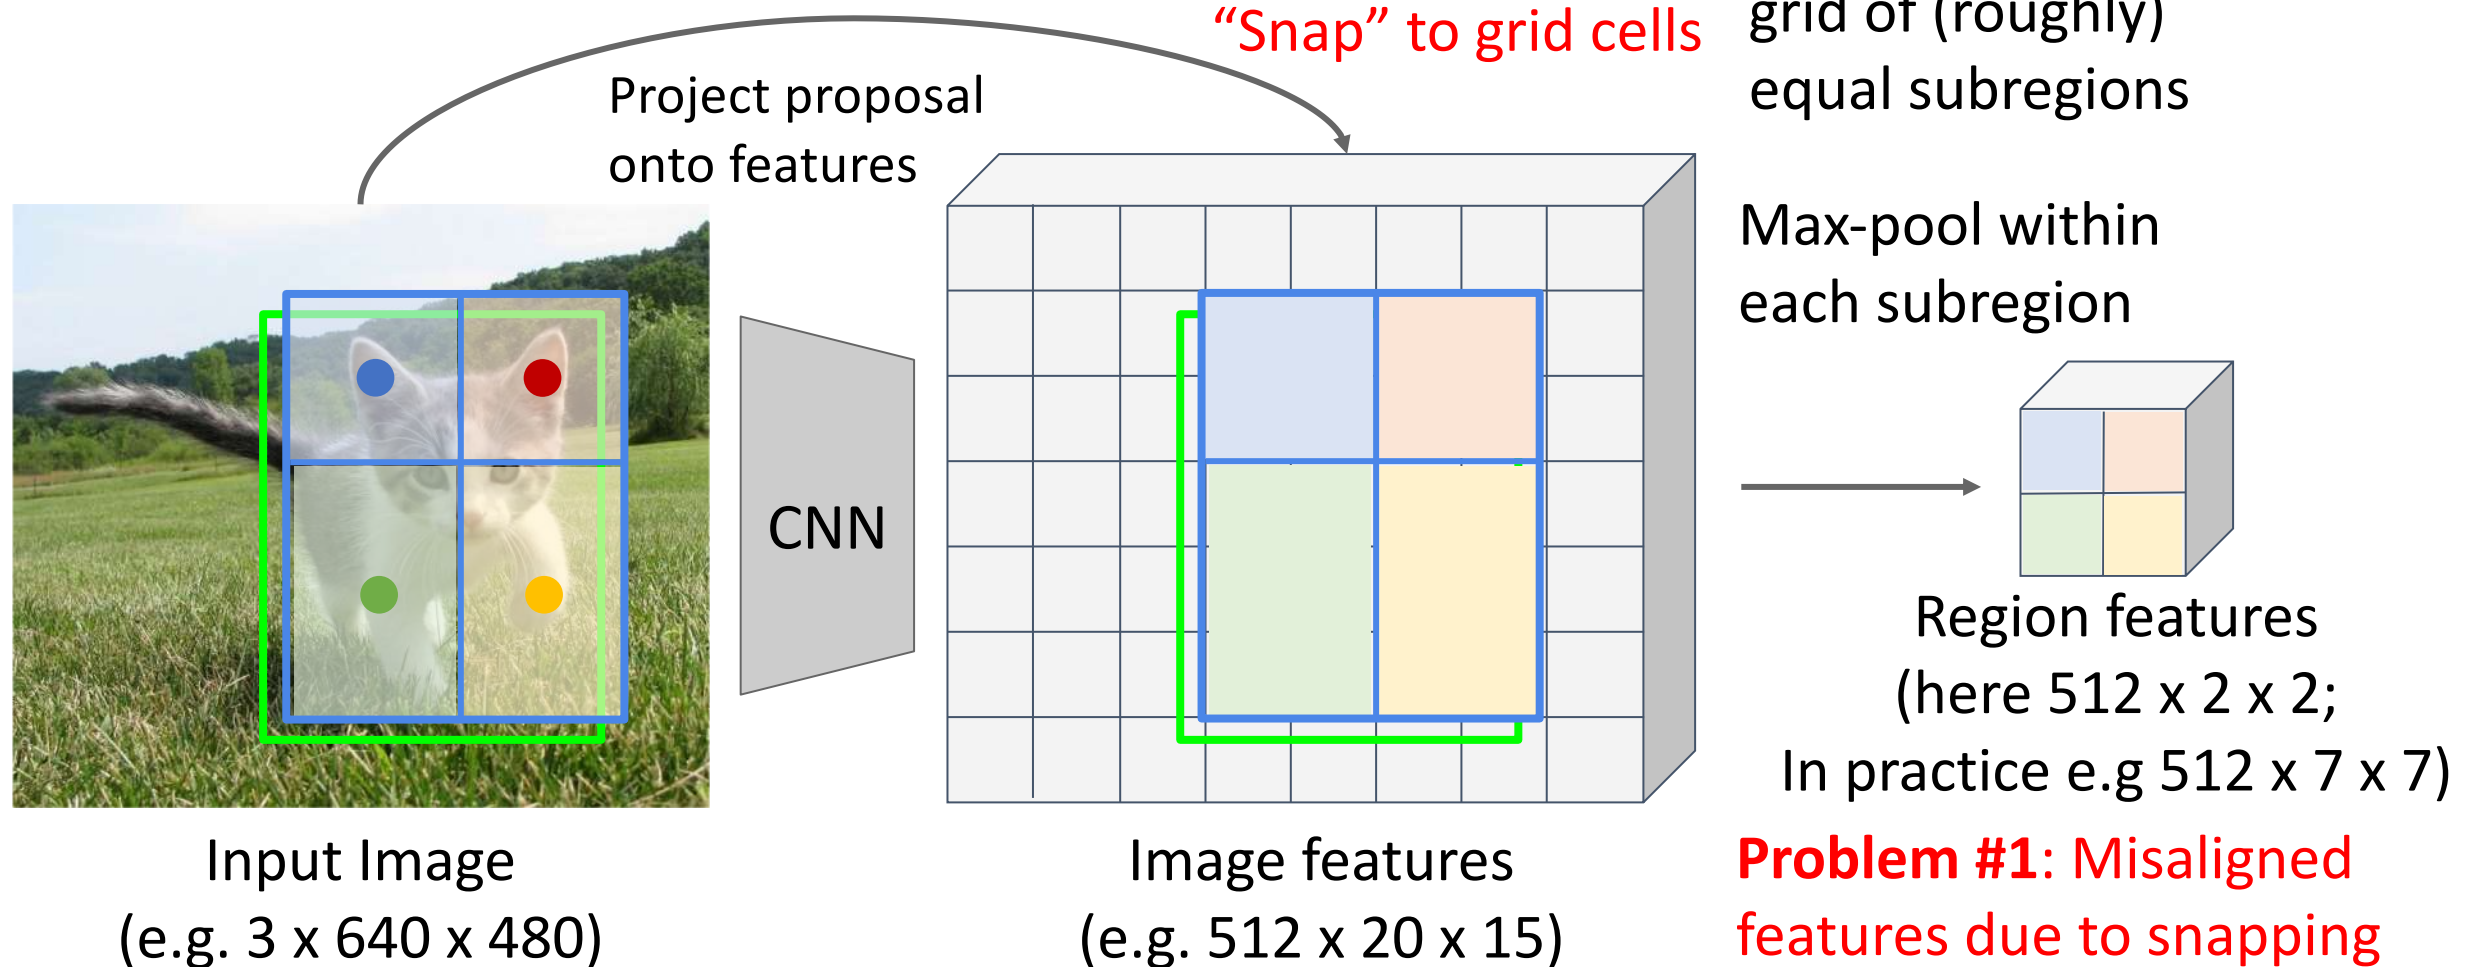 “Snap” to grid cells
grid of (roughly)
equal subregions
Project proposal
onto features
Max-pool within
each subregion
CNN
Region features
(here 512 x 2 x 2;
In practice e.g 512 x 7 x 7)
Input Image
(e.g. 3 x 640 x 480)
Image features
(e.g. 512 x 20 x 15)
Problem #1: Misaligned
features due to snapping